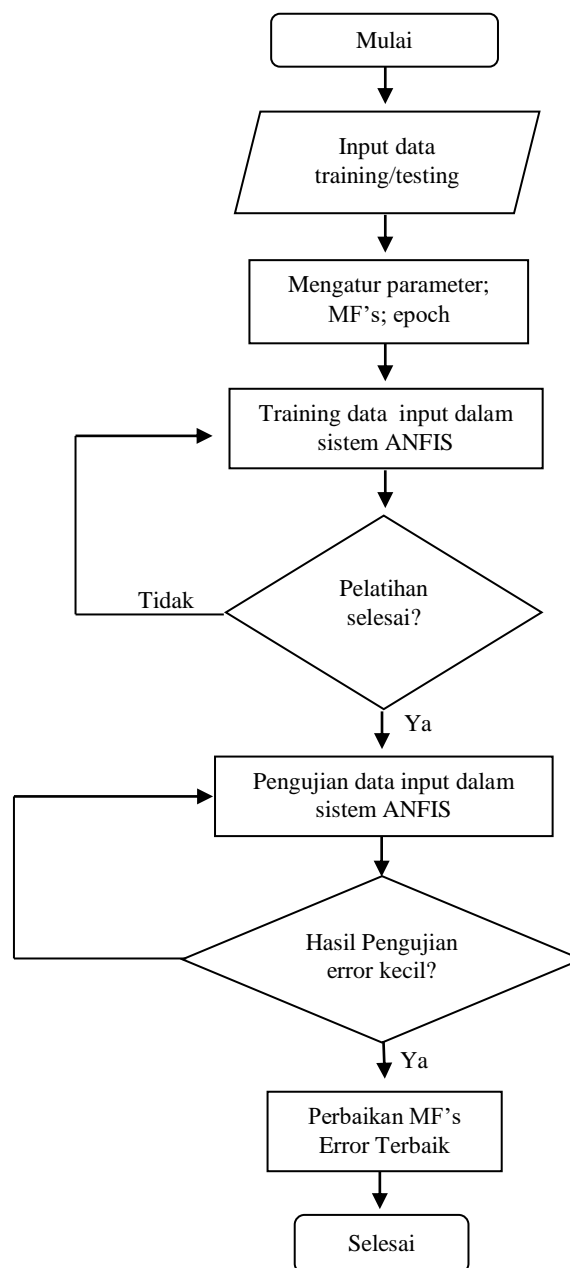 Mulai
Input data
training/testing
Mengatur parameter;
MF’s; epoch
Training data  input dalam
sistem ANFIS
Pelatihan
selesai?
Tidak
Ya
Pengujian data input dalam
sistem ANFIS
Hasil Pengujian
error kecil?
Ya
Perbaikan MF’s
Error Terbaik
Selesai